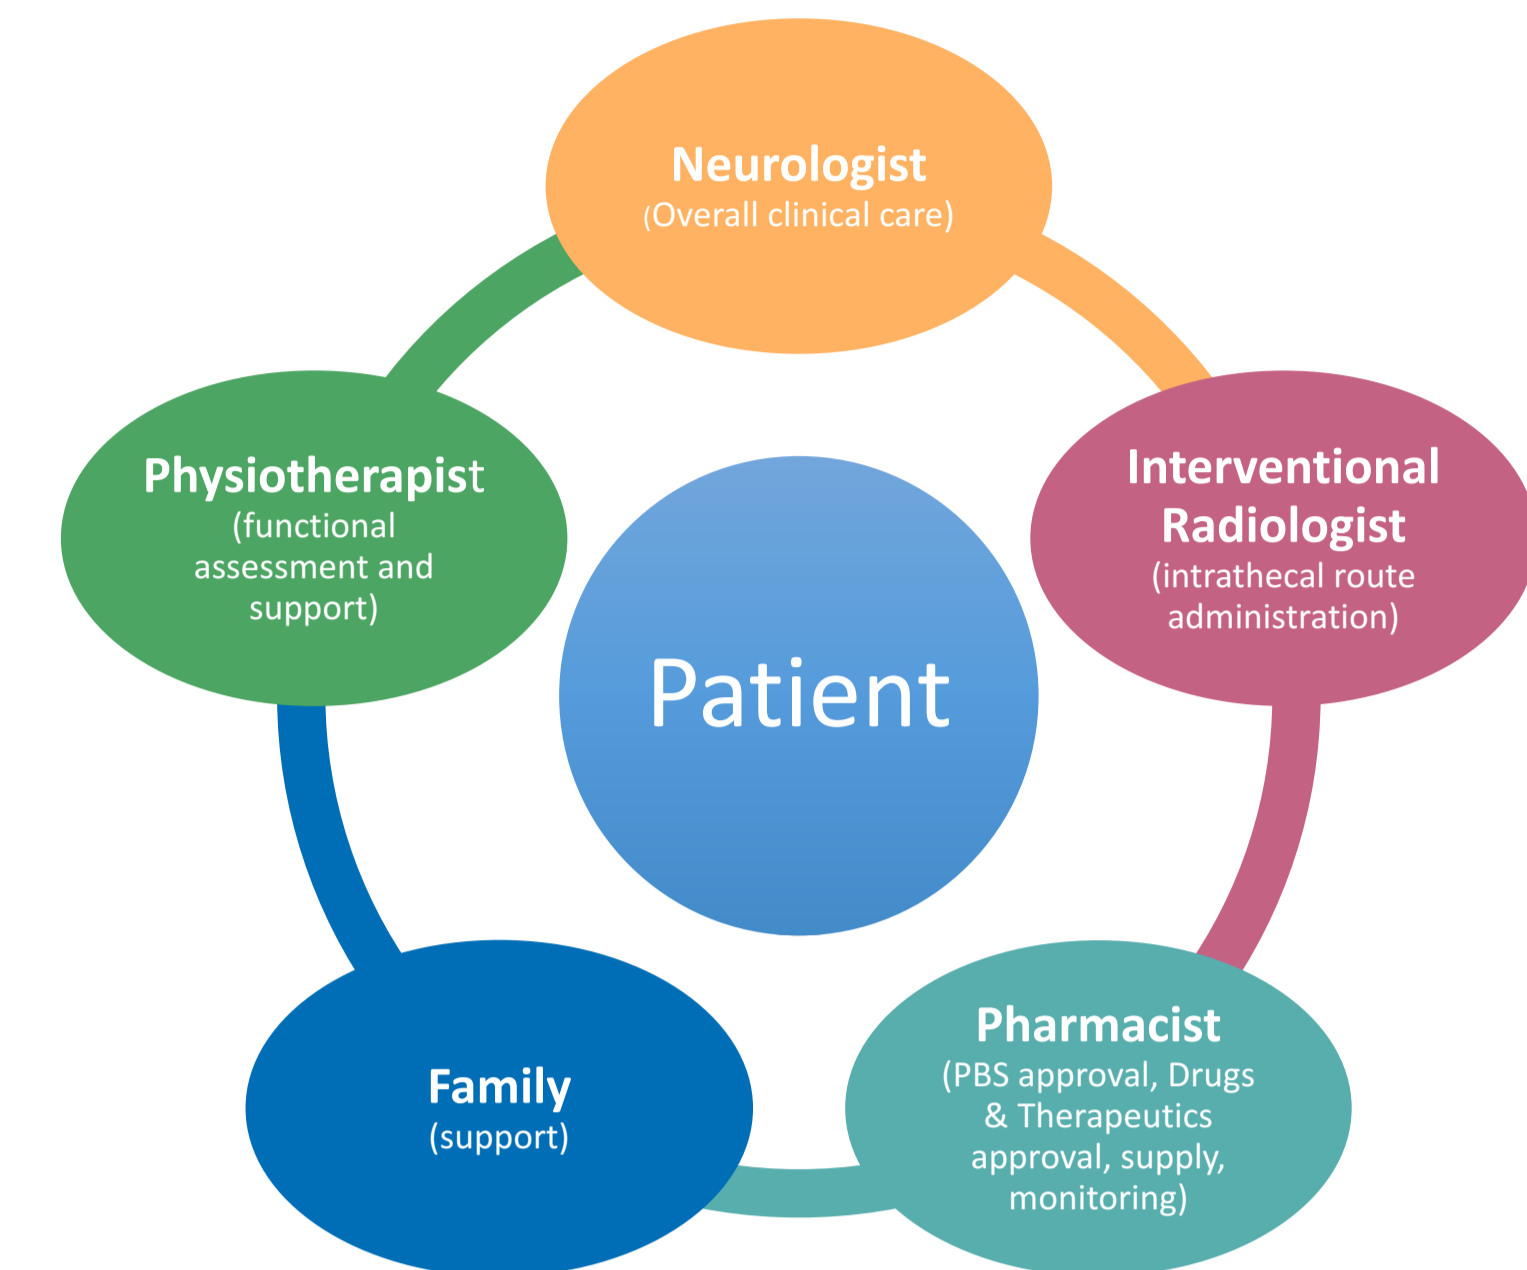 Neurologist
(Overall clinical care)
Physiotherapist
(functional
assessment and
support)
Interventional
Radiologist
(intrathecal route
administration)
Patient
Family
(support)
Pharmacist
(PBS approval, Drugs
& Therapeutics
approval, supply,
monitoring)